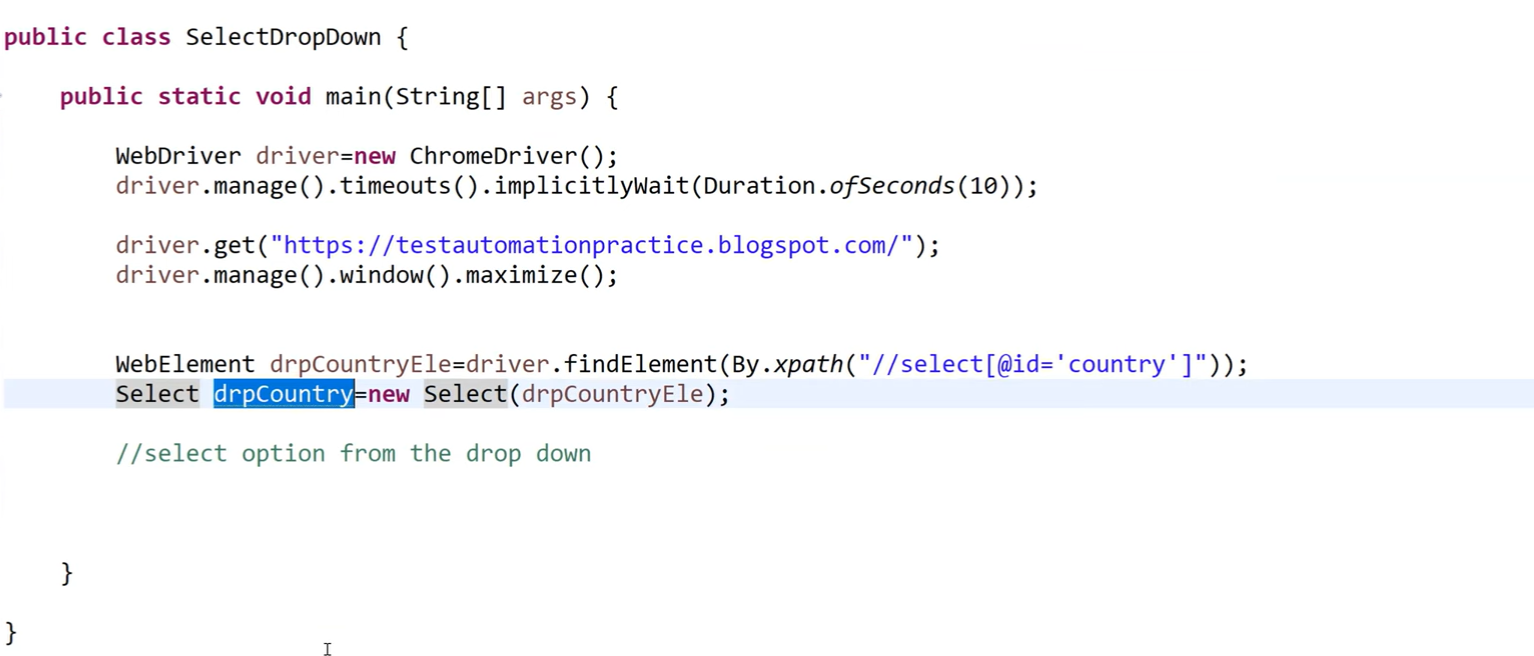 public class SelectDropDown {
public static void main(String[] args) {
WebDriver driver=new ChromeDriver();
driver.manage().timeouts().implicitlyWait(Duration.ofSeconds(10));
driver.get("https://testautomationpractice.blogspot.com/");
driver.manage().window().maximize();
WebElement drpCountryEle=driver.findElement(By.xpath("//select[@id='country']"));
Select drpCountry=new Select(drpCountryEle);
//select option from the drop down
}
}